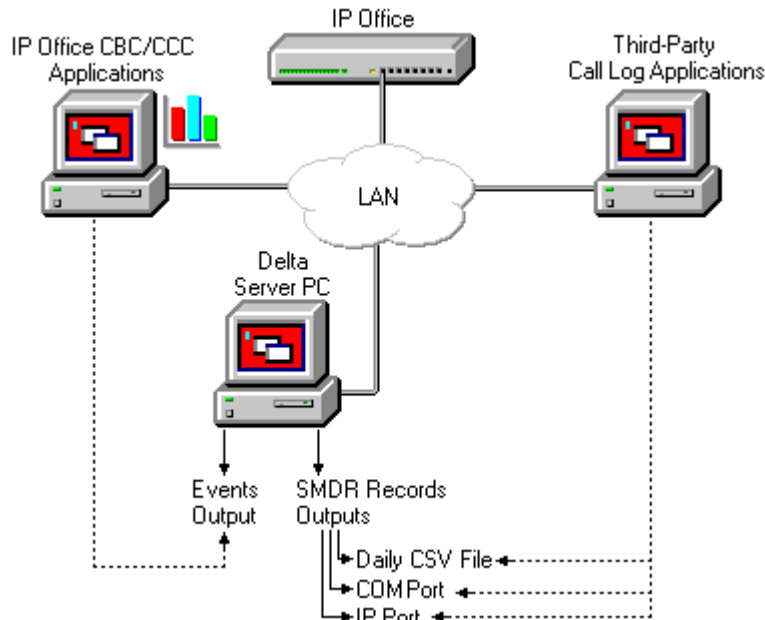 IP Office
IP Office CBC/CCC
Applications
Third-Party
Call Log Applications
LAN
Delta
Server PC
Events
Output
SMDR Records
Outputs
Daily CSV File
COM Port
IP Port